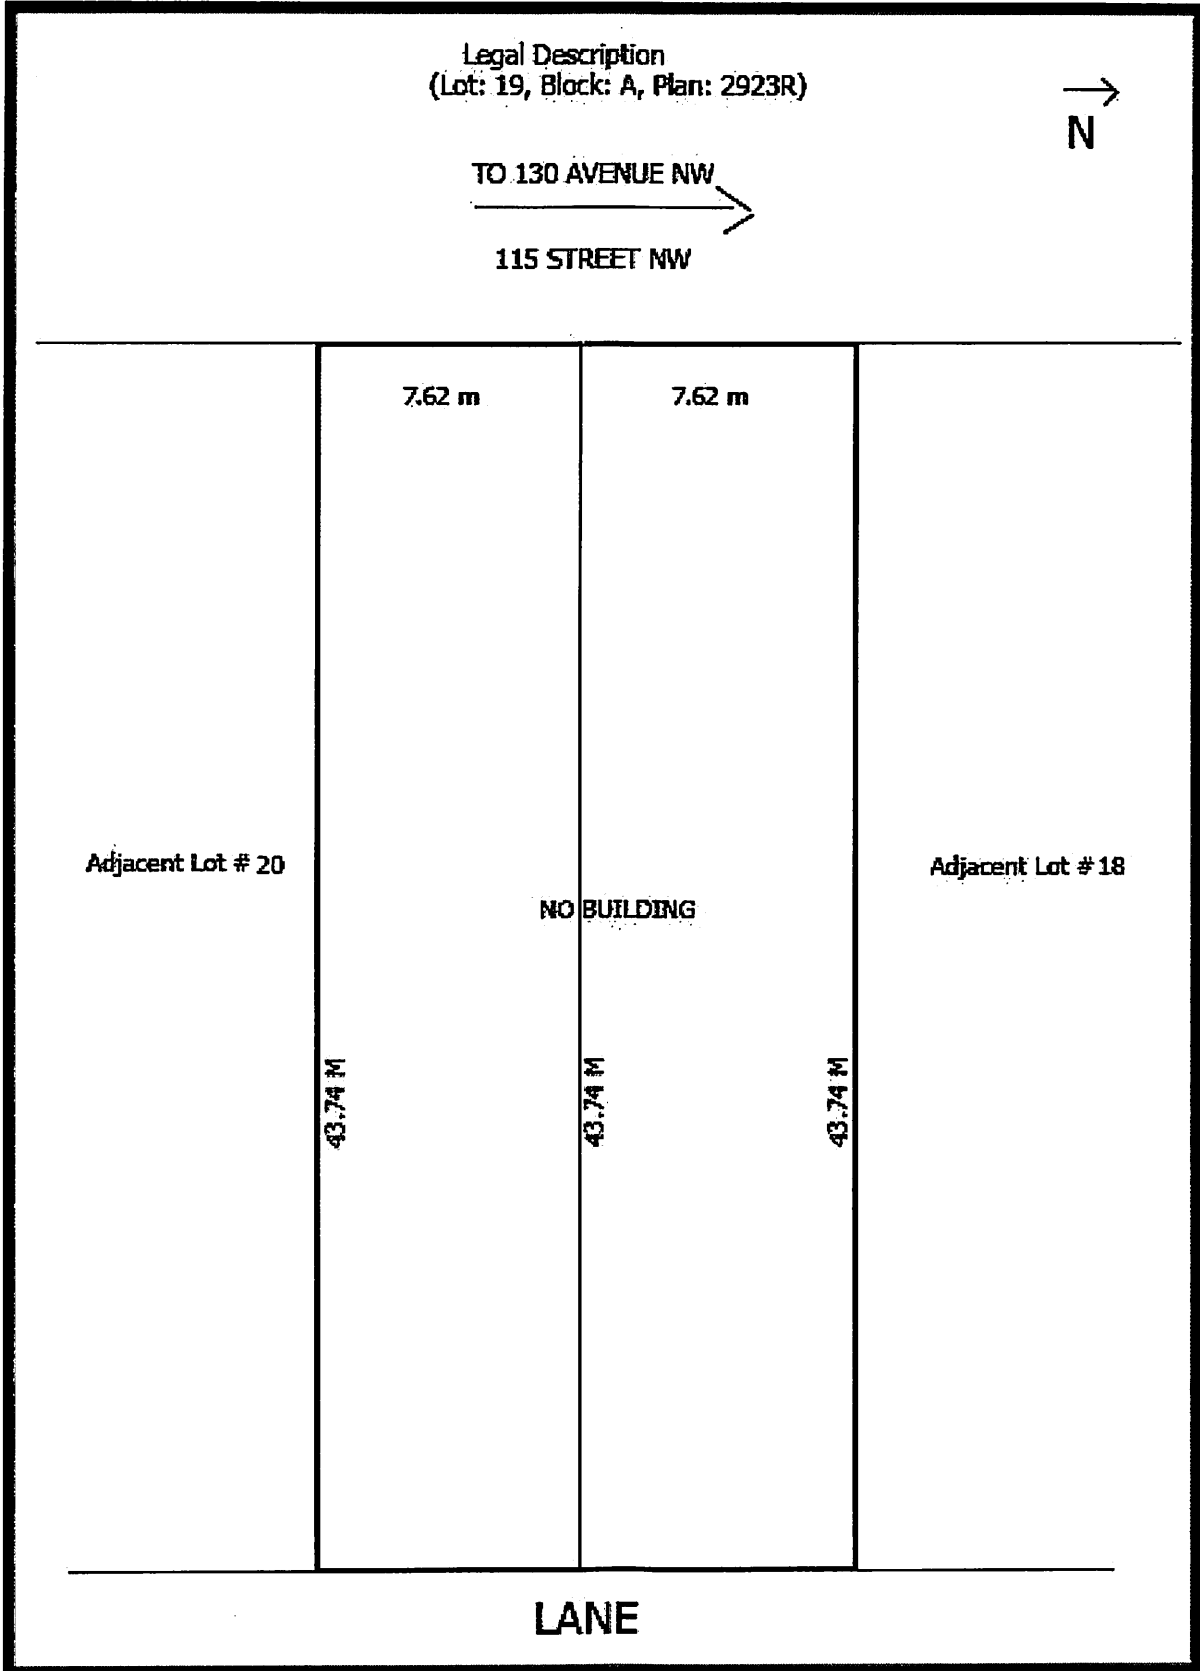 Legal Description
(Lot: 19, Block: A, Plan: 2923R)
N
TO 130 AVENUE NW
115 STREET NW
7.62 m
7.62 m
Adjacent Lot # 20
Adjacent Lot # 18
NO BUILDING
43.74 M
43.74 M
43.74 M
LANE